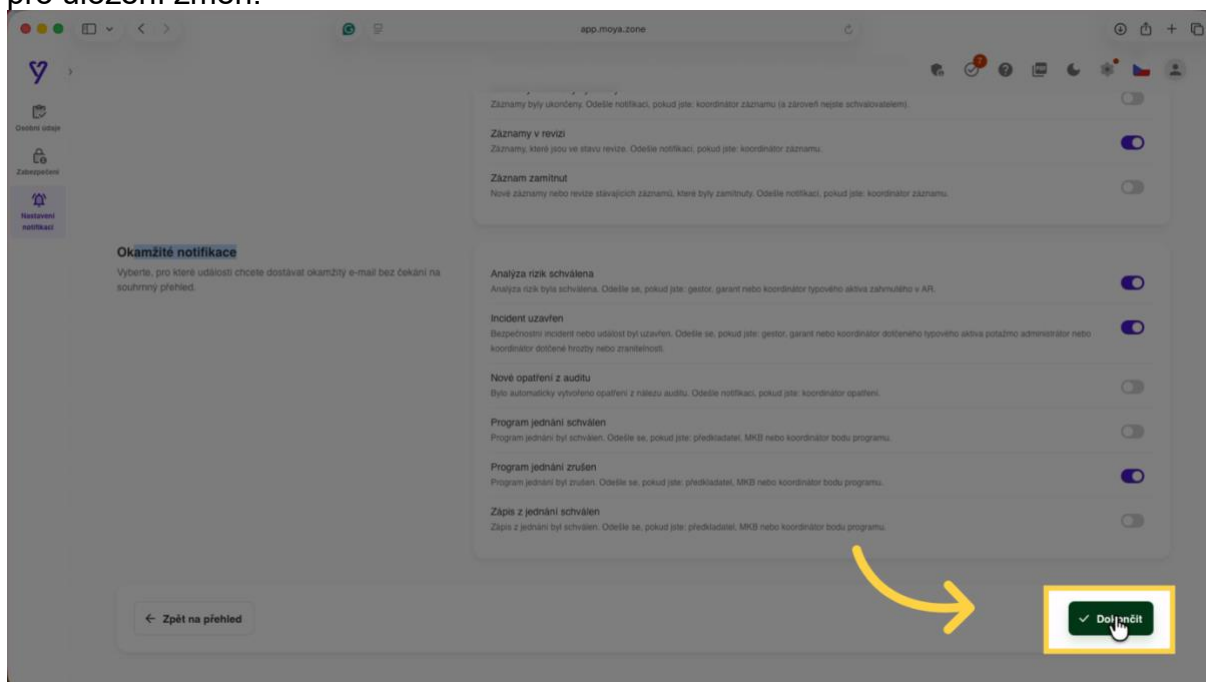 pro uložení změn.
app.moya.zone
7
Osobní údaje
Zabezpečení
Nastavení
notifikací
Záznamy byly ukončeny. Odešle notifikaci, pokud jste: koordinátor záznamu (a zároveň nejste schvalovatelem).
Záznamy v revizi
Záznamy, které jsou ve stavu revize. Odešle notifikaci, pokud jste: koordinátor záznamu.
Záznam zamítnut
Nové záznamy nebo revize stávajících záznamů, které byly zamítnuty. Odešle notifikaci, pokud jste: koordinátor záznamu.
Okamžité notifikace
Vyberte, pro které události chcete dostávat okamžitý e-mail bez čekání na
souhrnný přehled.
Analýza rizik schválena
Analýza rizik byla schválena. Odešle se, pokud jste: gestor, garant nebo koordinátor typového aktiva zahrnutého v AR.
Incident uzavřen
Bezpečnostní incident nebo událost byl uzavřen. Odešle se, pokud jste: gestor, garant nebo koordinátor dotčeného typového aktiva potažmo administrátor nebo
koordinátor dotčené hrozby nebo zranitelnosti.
Nové opatření z auditu
Bylo automaticky vytvořeno opatření z nálezu auditu. Odešle notifikaci, pokud jste: koordinátor opatření.
Program jednání schválen
Program jednání byl schválen. Odešle se, pokud jste: předkladatel, MKB nebo koordinátor bodu programu.
Program jednání zrušen
Program jednání byl zrušen. Odešle se, pokud jste: předkladatel, MKB nebo koordinátor bodu programu.
Zápis z jednání schválen
Zápis z jednání byl schválen. Odešle se, pokud jste: předkladatel, MKB nebo koordinátor bodu programu.
← Zpět na přehled
✓ Dokončit